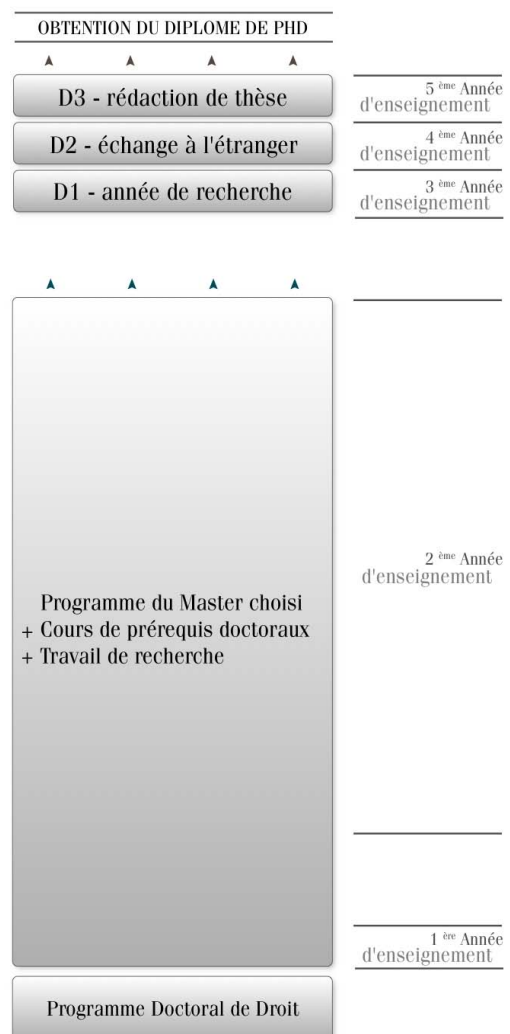 OBTENTION DU DIPLOME DE PHD
D3 - rédaction de thèse
5 ème Année
d'enseignement
D2 - échange à l'étranger
4 ème Année
d'enseignement
D1 - année de recherche
3 ème Année
d'enseignement
2 ème Année
d'enseignement
Programme du Master choisi
+ Cours de prérequis doctoraux
+ Travail de recherche
1 ère Année
d'enseignement
Programme Doctoral de Droit